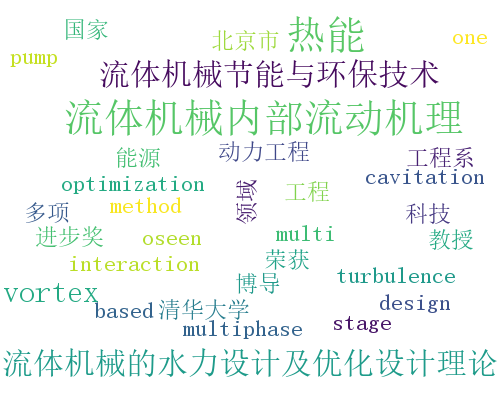 国家
北京市
热能
one
pump
流体机械节能与环保技术
流体机械内部流动机理
能源
动力工程
工程系
optimization
领域
工程
cavitation
多项
method
科技
进步奖
oseen
multi
教授
interaction
荣获
vortex
博导
turbulence
based
清华大学
design
multiphase
stage
流体机械的水力设计及优化设计理论